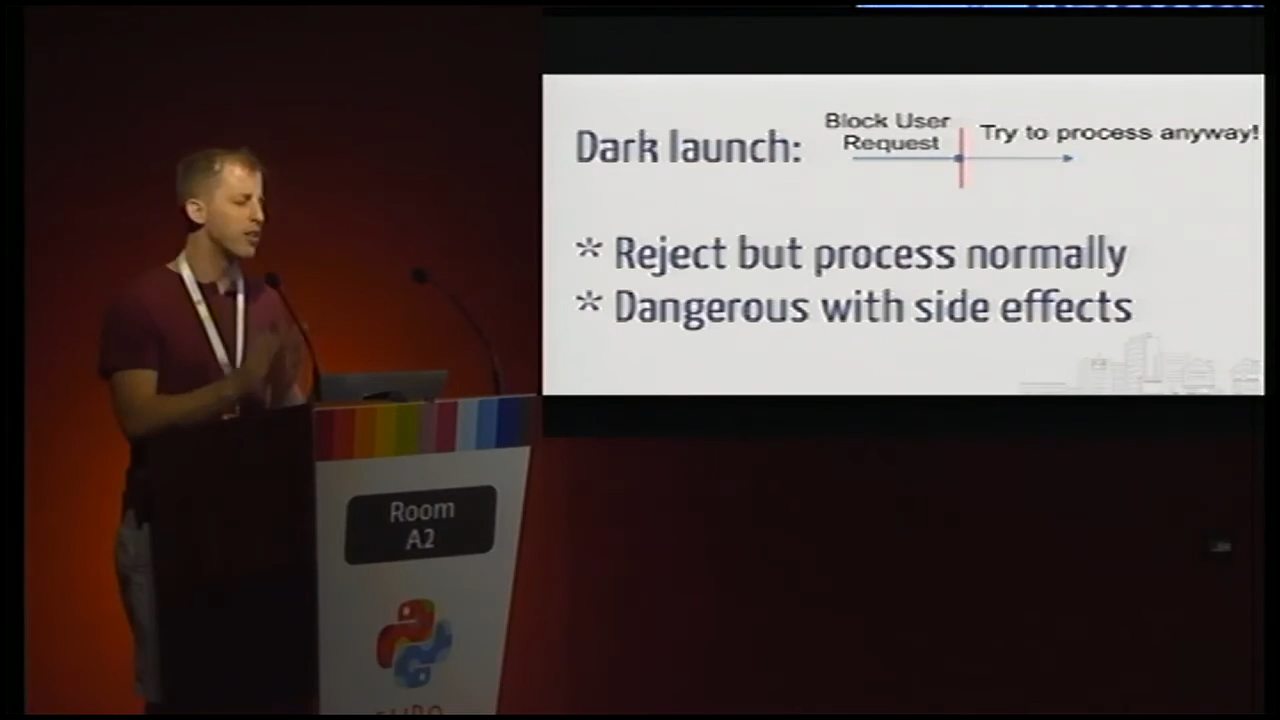 Block User
Request
Try to process anyway!
Dark launch:
* Reject but process normally
* Dangerous with side effects
Room
A2